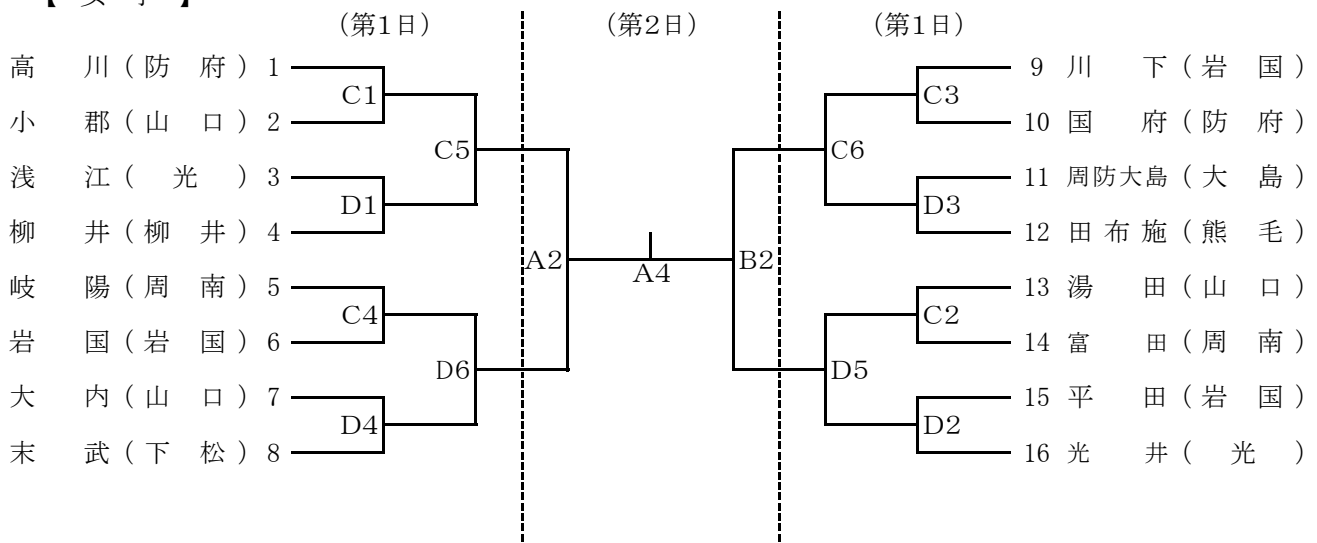 【 女 子 】
(第1日) (第2日) (第1日)
高 川(防 府) 1
小 郡(山 口) 2
浅 江( 光 ) 3
柳 井(柳 井) 4
岐 陽(周 南) 5
岩 国(岩 国) 6
大 内(山 口) 7
末 武(下 松) 8
C1
D1
C4
D4
C5
D6
A2
A4
B2
C6
D5
C3
D3
C2
D2
9 川 下(岩 国)
10 国 府(防 府)
11 周防大島(大 島)
12 田布施(熊 毛)
13 湯 田(山 口)
14 富 田(周 南)
15 平 田(岩 国)
16 光 井( 光 )